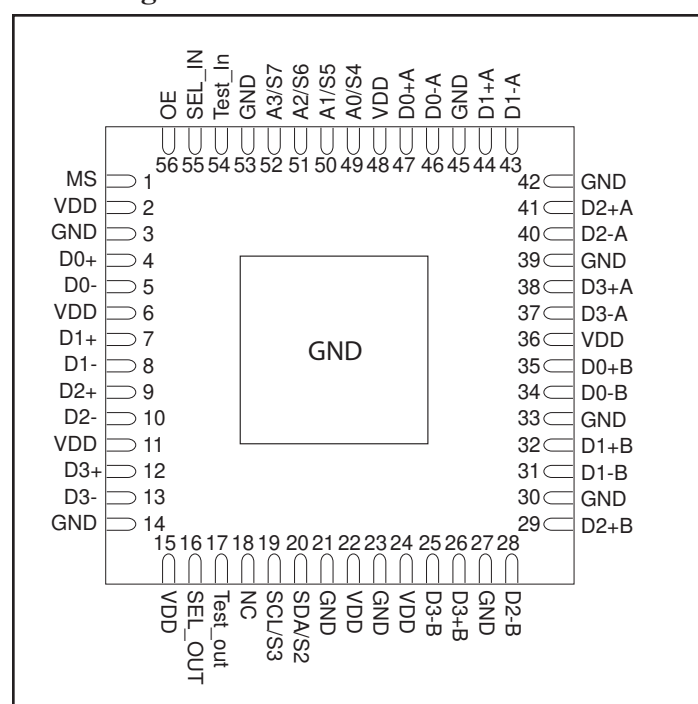 OE
SEL_IN
Test_In
GND
A3/S7
A2/S6
A1/S5
A0/S4
VDD
D0+A
D0-A
GND
D1+A
D1-A
56 55 54 53 52 51 50 49 48 47 46 45 44 43
MS 1
VDD 2
GND 3
D0+ 4
D0- 5
VDD 6
D1+ 7
D1- 8
D2+ 9
D2- 10
VDD 11
D3+ 12
D3- 13
GND 14
GND
42 GND
41 D2+A
40 D2-A
39 GND
38 D3+A
37 D3-A
36 VDD
35 D0+B
34 D0-B
33 GND
32 D1+B
31 D1-B
30 GND
29 D2+B
15 16 17 18 19 20 21 22 23 24 25 26 27 28
VDD
SEL_OUT
Test_out
NC
SCL/S3
SDA/S2
GND
VDD
GND
VDD
D3-B
D3+B
GND
D2-B